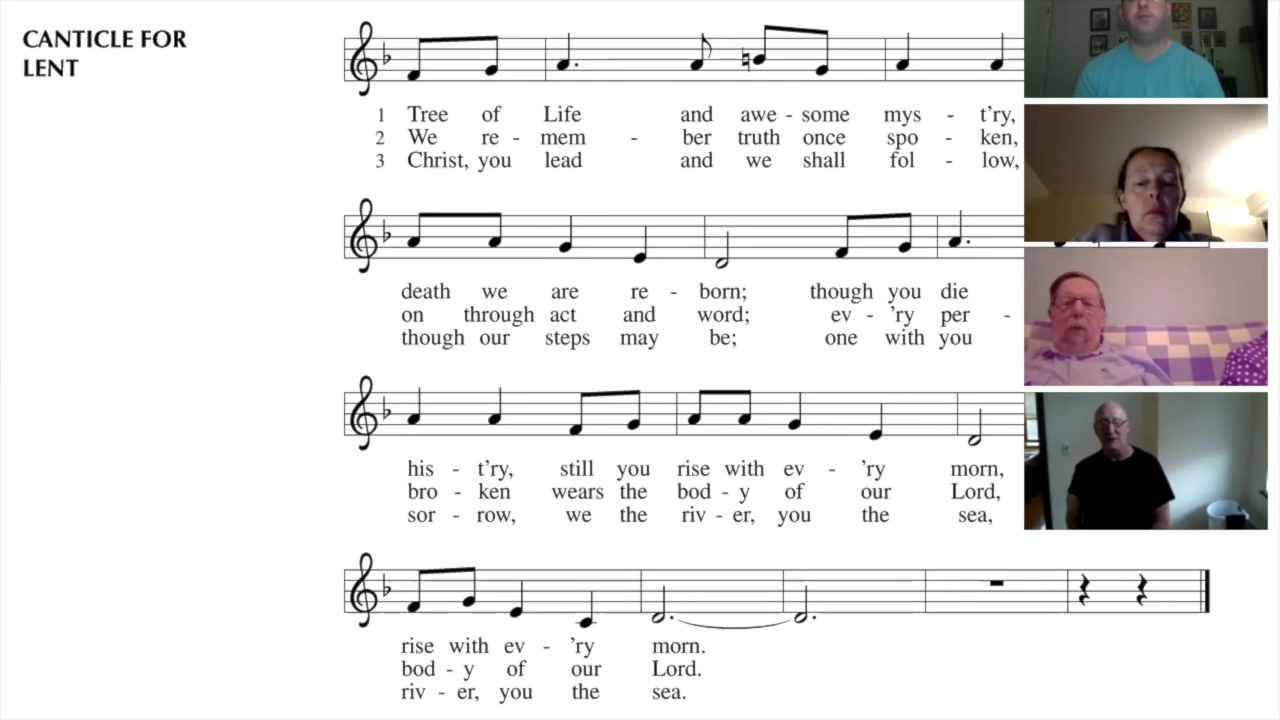 CANTICLE FOR
LENT
1 Tree of Life and awe - some mys - t'ry,
2 We re - mem - ber truth once spo - ken,
3 Christ, you lead and we shall fol - low,
death we are re - born; though you die
on through act and word; ev - 'ry per -
though our steps may be; one with you
his - t'ry, still you rise with ev - 'ry morn,
bro - ken wears the bod - y of our Lord,
sor - row, we the riv - er, you the sea,
rise with ev - 'ry morn.
bod - y of our Lord.
riv - er, you the sea.